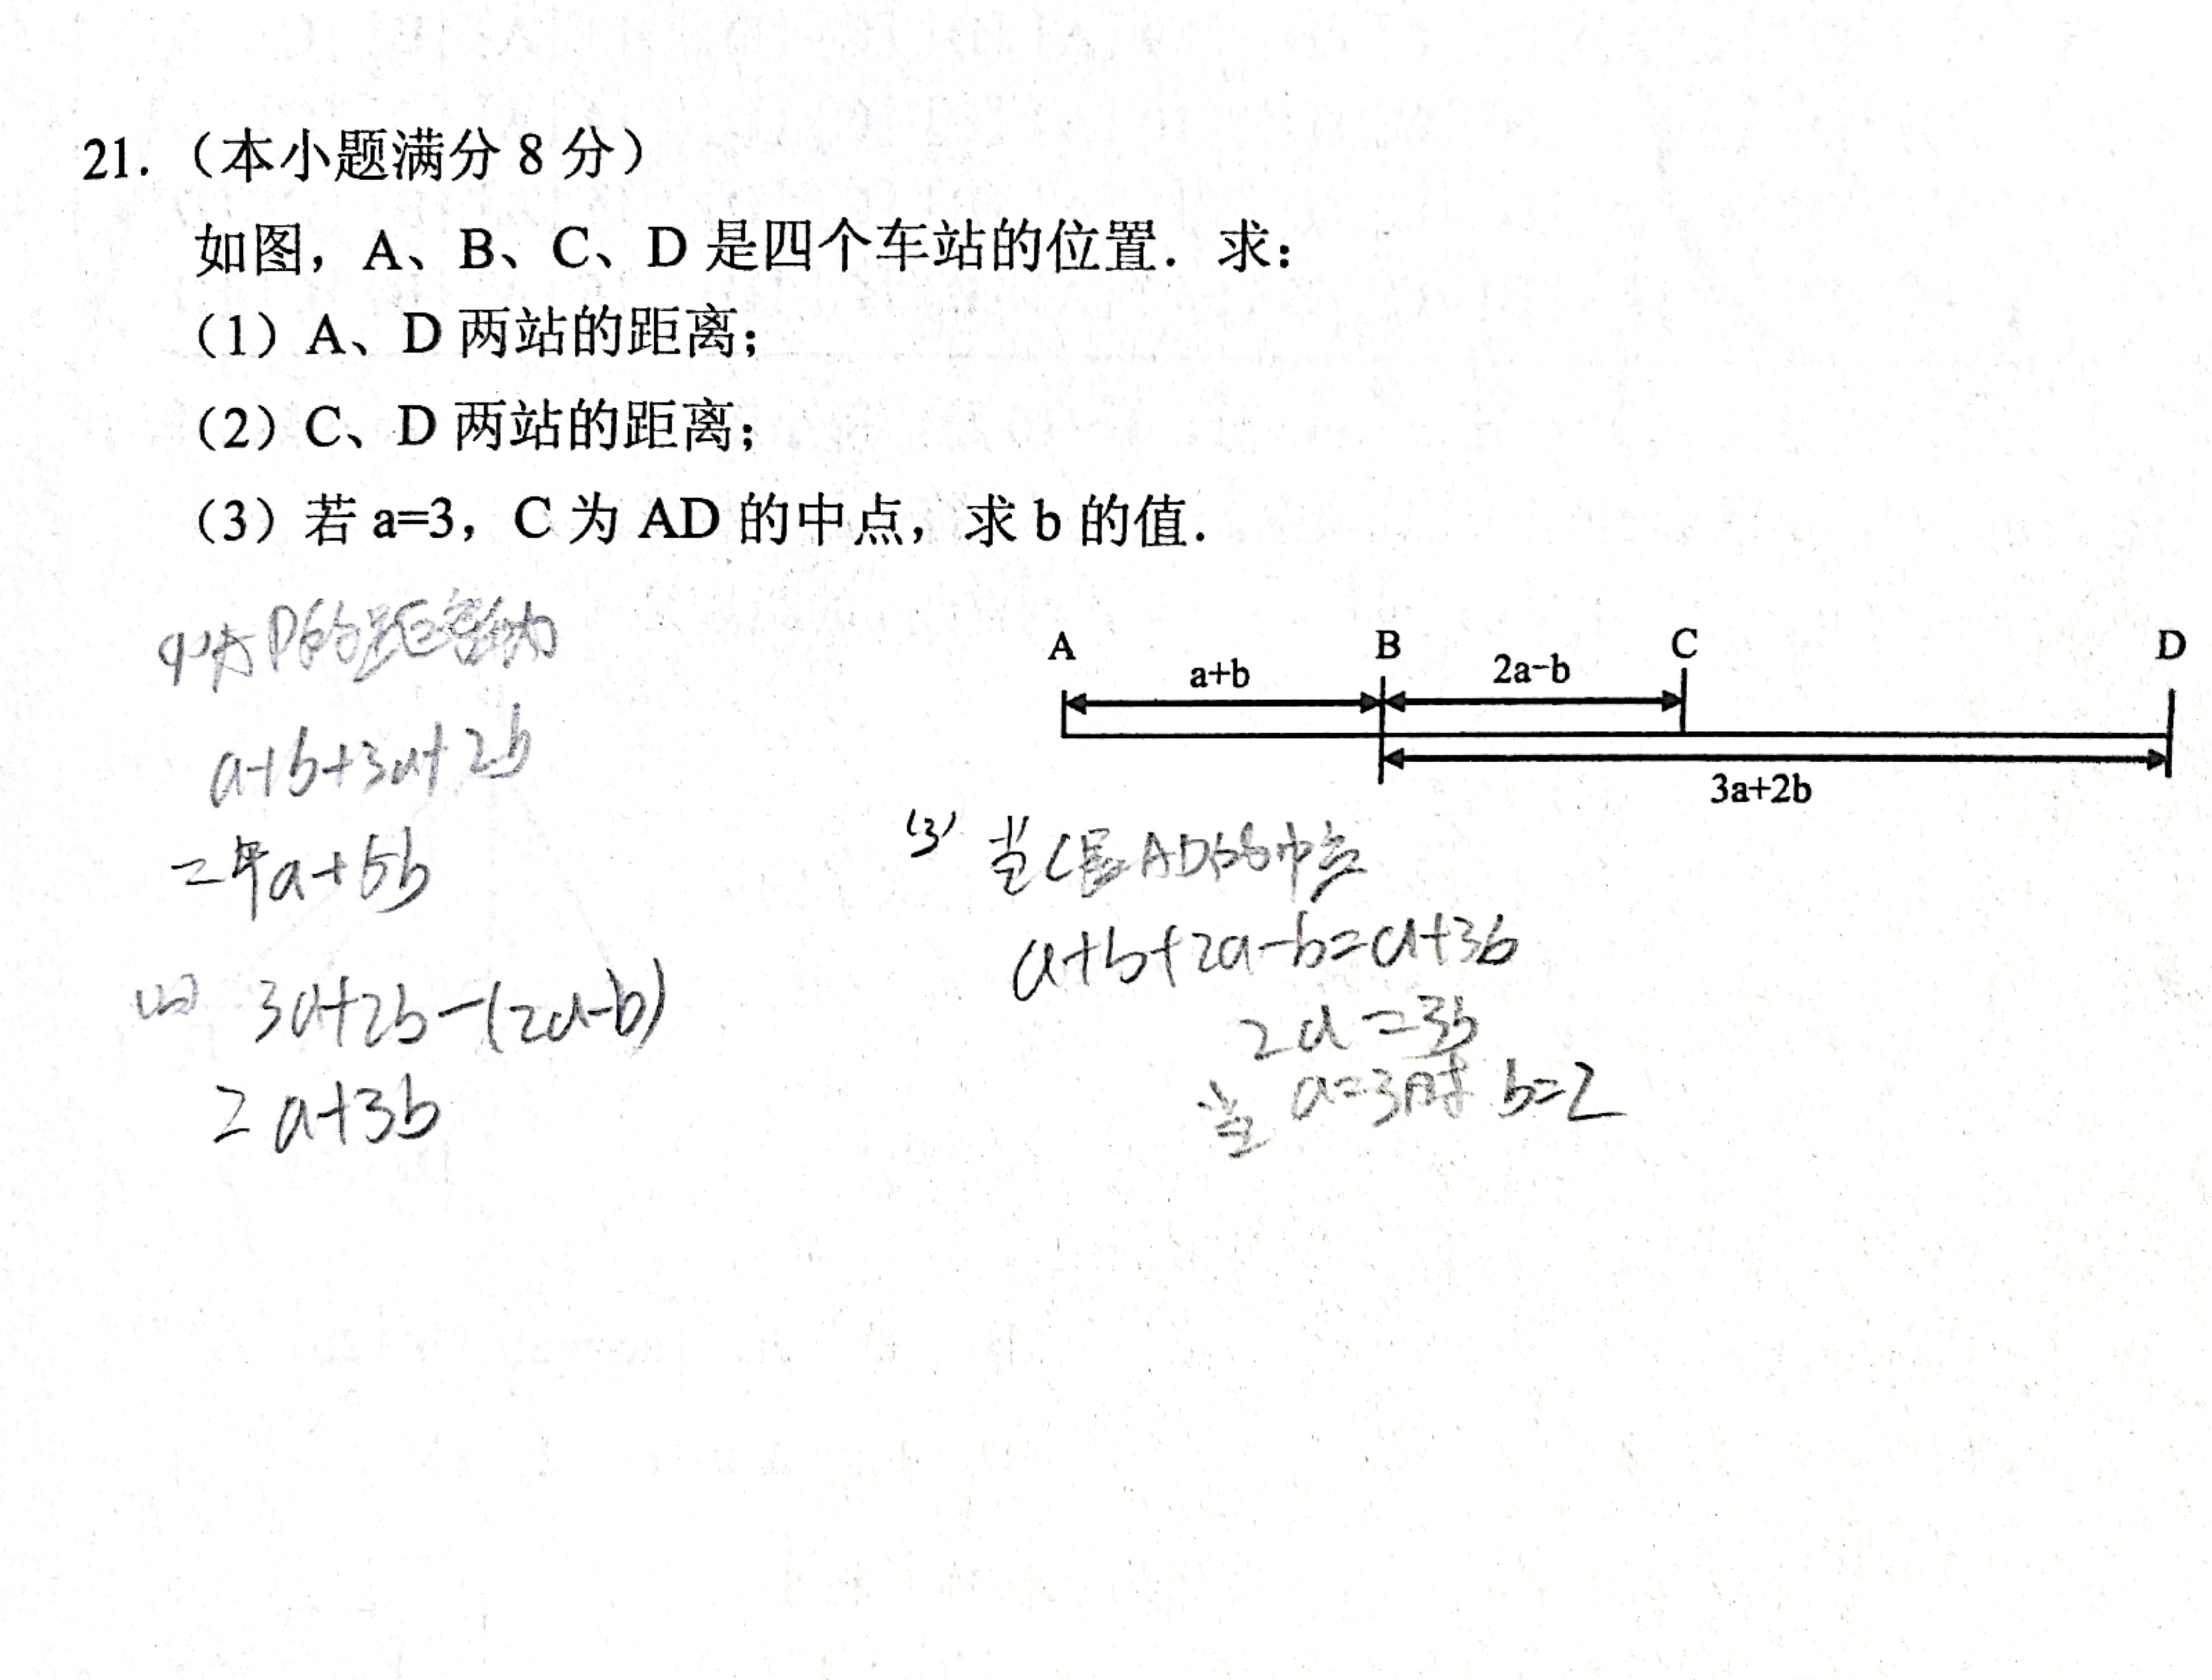 21.（本小题满分 8 分）
如图，A、B、C、D 是四个车站的位置．求：
（1）A、D 两站的距离；
（2）C、D 两站的距离；
（3）若 a=3，C 为 AD 的中点，求 b 的值．
A B C D
a+b 2a-b
3a+2b
(1) A D的距离为
a+b+3a+2b
=4a+5b
(2) 3a+2b-(2a-b)
=a+3b
(3) 当C是AD的中点
a+b+2a-b=a+3b
2a=3b
当 a=3时 b=2